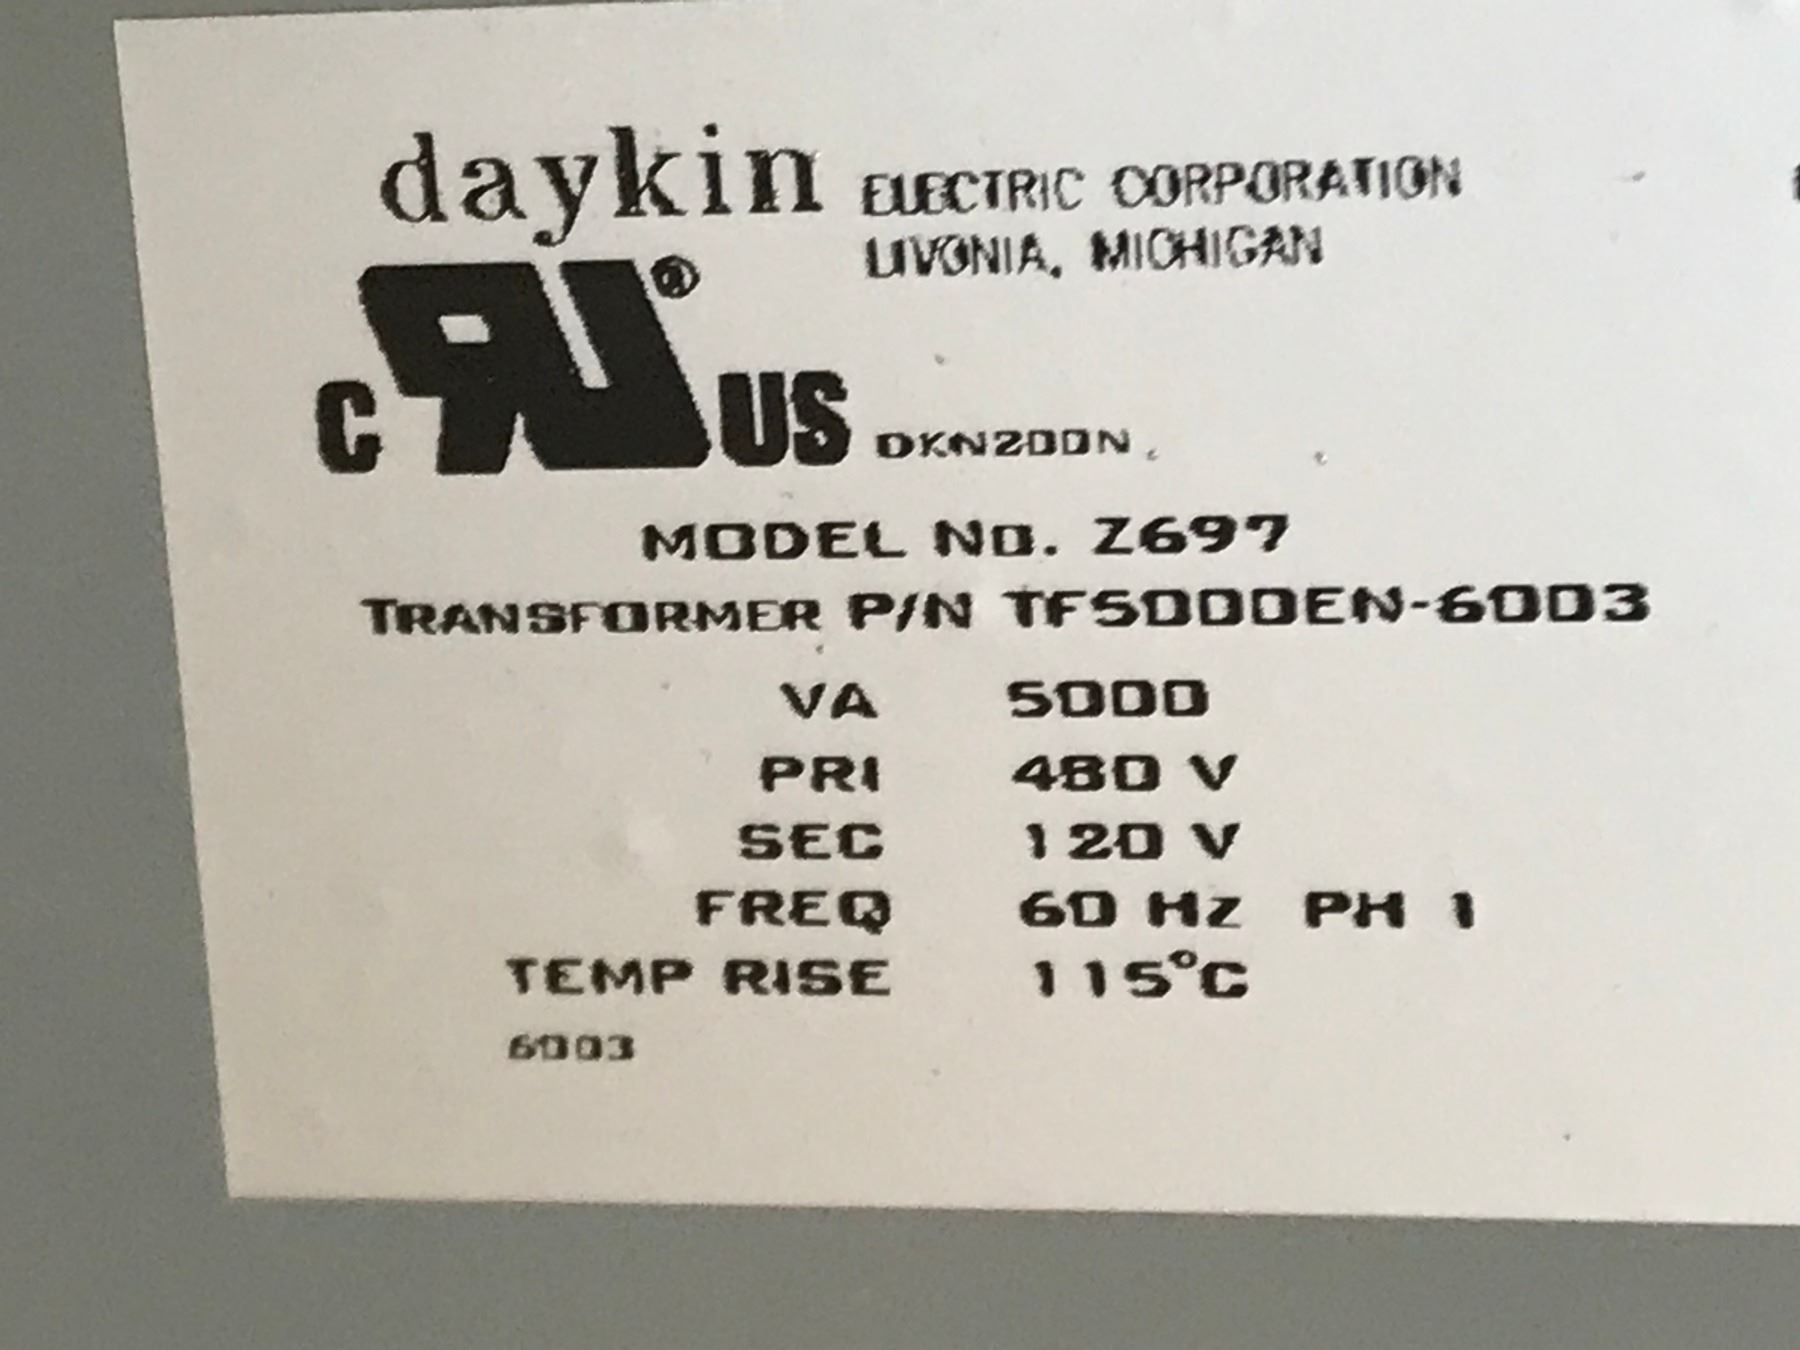 daykin ELECTRIC CORPORATION
LIVONIA, MICHIGAN
C RU® US DKN200N
MODEL No. Z697
TRANSFORMER P/N TF5000EN-6003
VA 5000
PRI 480 V
SEC 120 V
FREQ 60 Hz PH 1
TEMP RISE 115°C
6003